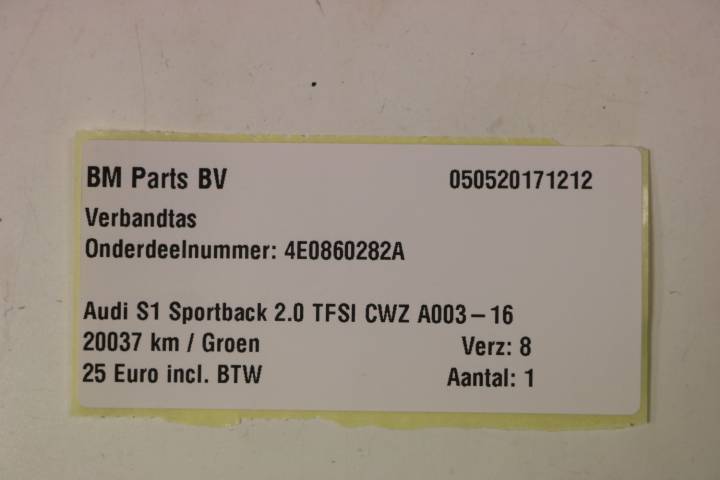 BM Parts BV 050520171212
Verbandtas
Onderdeelnummer: 4E0860282A
Audi S1 Sportback 2.0 TFSI CWZ A003-16
20037 km / Groen Verz: 8
25 Euro incl. BTW Aantal: 1